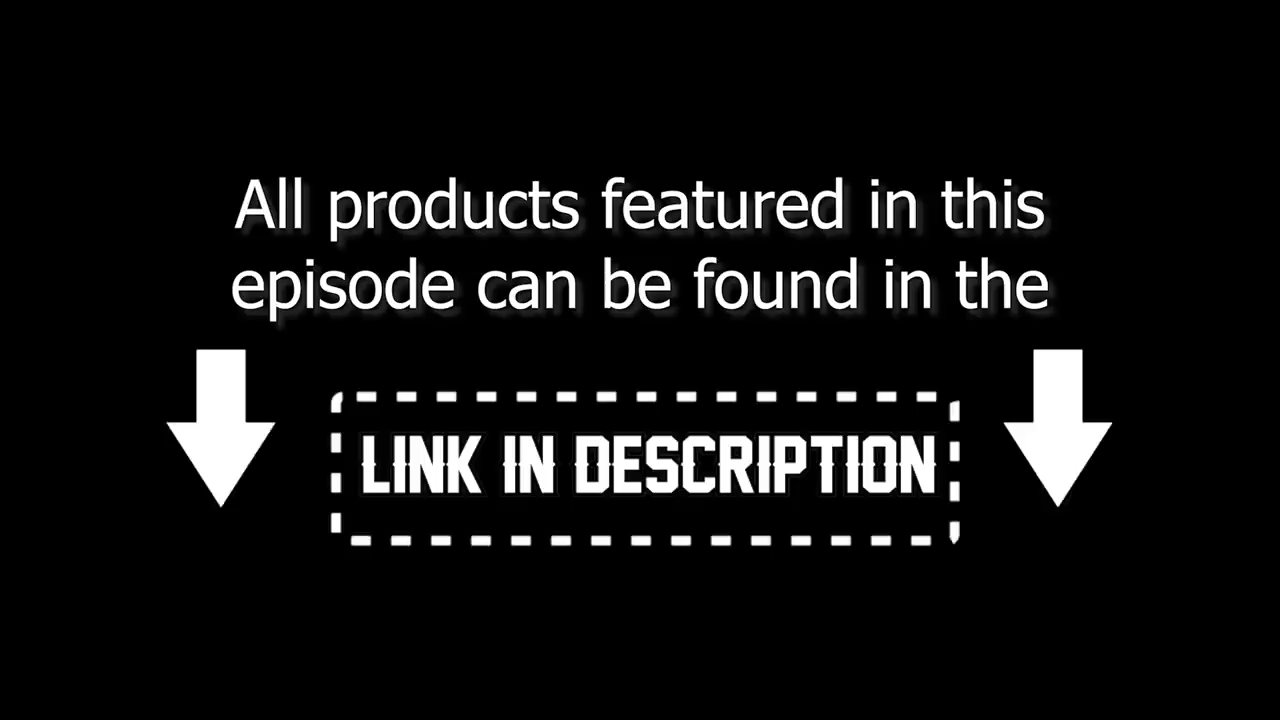 All products featured in this
episode can be found in the
LINK IN DESCRIPTION